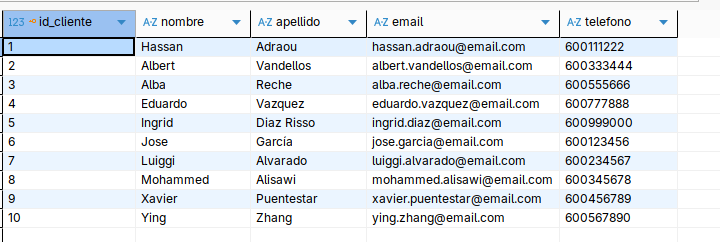 123 id_cliente A-Z nombre A-Z apellido A-Z email A-Z telefono
1 Hassan Adraou hassan.adraou@email.com 600111222
2 Albert Vandellos albert.vandellos@email.com 600333444
3 Alba Reche alba.reche@email.com 600555666
4 Eduardo Vazquez eduardo.vazquez@email.com 600777888
5 Ingrid Diaz Risso ingrid.diaz@email.com 600999000
6 Jose García jose.garcia@email.com 600123456
7 Luiggi Alvarado luiggi.alvarado@email.com 600234567
8 Mohammed Alisawi mohammed.alisawi@email.com 600345678
9 Xavier Puentestar xavier.puentestar@email.com 600456789
10 Ying Zhang ying.zhang@email.com 600567890